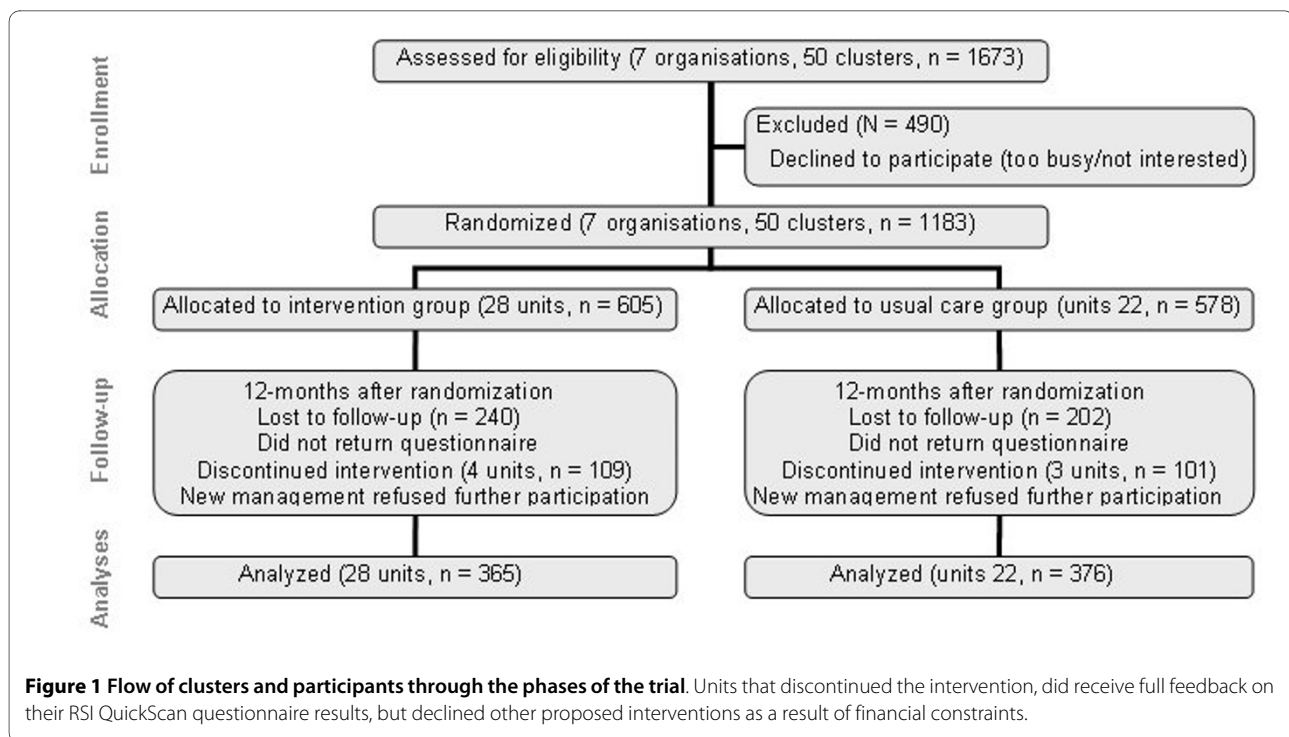 Enrollment
Assessed for eligibility (7 organisations, 50 clusters, n = 1673)
Excluded (N = 490)
Declined to participate (too busy/not interested)
Allocation
Randomized (7 organisations, 50 clusters, n = 1183)
Allocated to intervention group (28 units, n = 605)
Allocated to usual care group (units 22, n = 578)
Follow-up
12-months after randomization
Lost to follow-up (n = 240)
Did not return questionnaire
Discontinued intervention (4 units, n = 109)
New management refused further participation
12-months after randomization
Lost to follow-up (n = 202)
Did not return questionnaire
Discontinued intervention (3 units, n = 101)
New management refused further participation
Analyses
Analyzed (28 units, n = 365)
Analyzed (units 22, n = 376)
Figure 1 Flow of clusters and participants through the phases of the trial. Units that discontinued the intervention, did receive full feedback on
their RSI QuickScan questionnaire results, but declined other proposed interventions as a result of financial constraints.